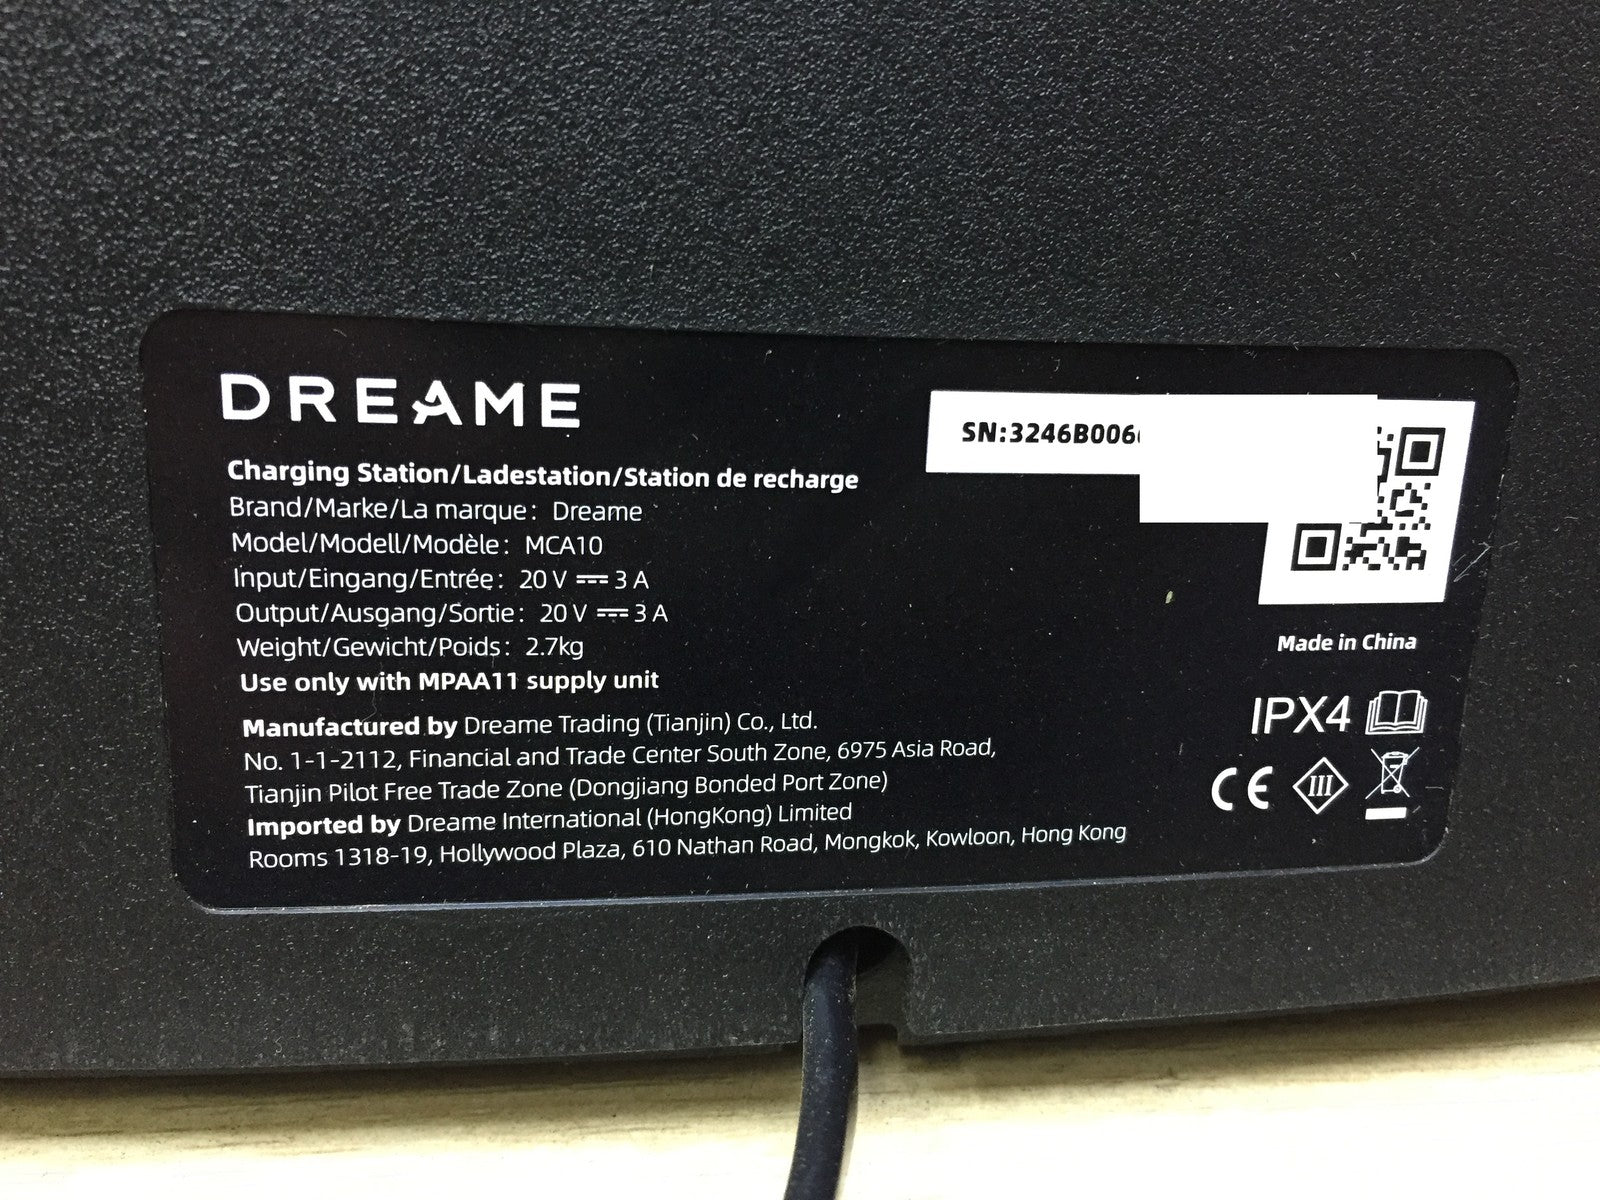 DREAME
Charging Station/Ladestation/Station de recharge
Brand/Marke/La marque: Dreame
Model/Modell/Modèle: MCA10
Input/Eingang/Entrée: 20 V ⎓ 3 A
Output/Ausgang/Sortie: 20 V ⎓ 3 A
Weight/Gewicht/Poids: 2.7kg
Use only with MPAA11 supply unit
Manufactured by Dreame Trading (Tianjin) Co., Ltd.
No. 1-1-2112, Financial and Trade Center South Zone, 6975 Asia Road,
Tianjin Pilot Free Trade Zone (Dongjiang Bonded Port Zone)
Imported by Dreame International (HongKong) Limited
Rooms 1318-19, Hollywood Plaza, 610 Nathan Road, Mongkok, Kowloon, Hong Kong
SN:3246B006
Made in China
IPX4
CE III